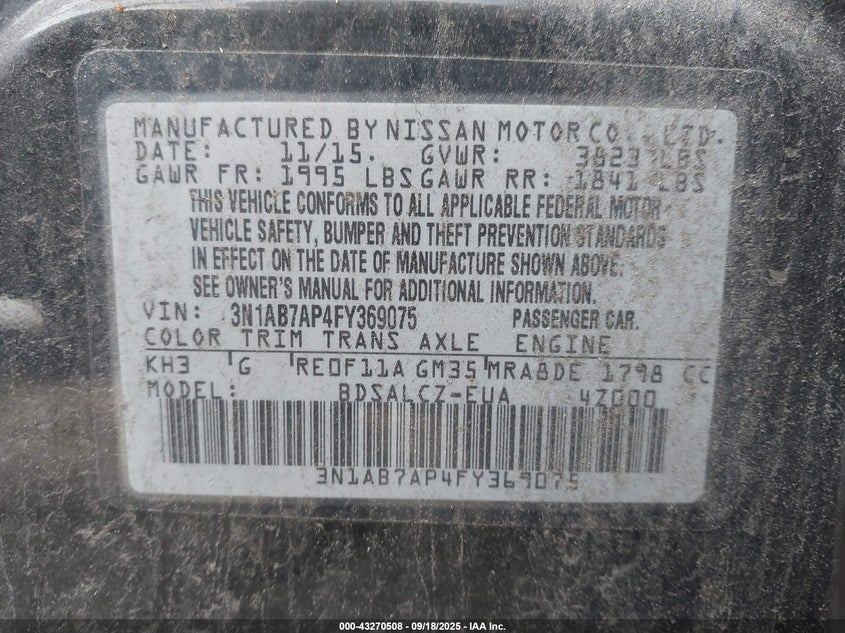 MANUFACTURED BY NISSAN MOTOR CO., LTD.
DATE: 11/15. GVWR: 3823 LBS
GAWR FR: 1995 LBS GAWR RR: 1841 LBS
THIS VEHICLE CONFORMS TO ALL APPLICABLE FEDERAL MOTOR
VEHICLE SAFETY, BUMPER AND THEFT PREVENTION STANDARDS
IN EFFECT ON THE DATE OF MANUFACTURE SHOWN ABOVE.
SEE OWNER'S MANUAL FOR ADDITIONAL INFORMATION.
VIN: 3N1AB7AP4FY369075 PASSENGER CAR.
COLOR TRIM TRANS AXLE ENGINE
KH3 G RE0F11A GM35 MRA8DE 1798 CC
MODEL: BDSALCZ-EUA 4Z000
3N1AB7AP4FY369075
000-43270508 - 09/18/2025 - IAA Inc.